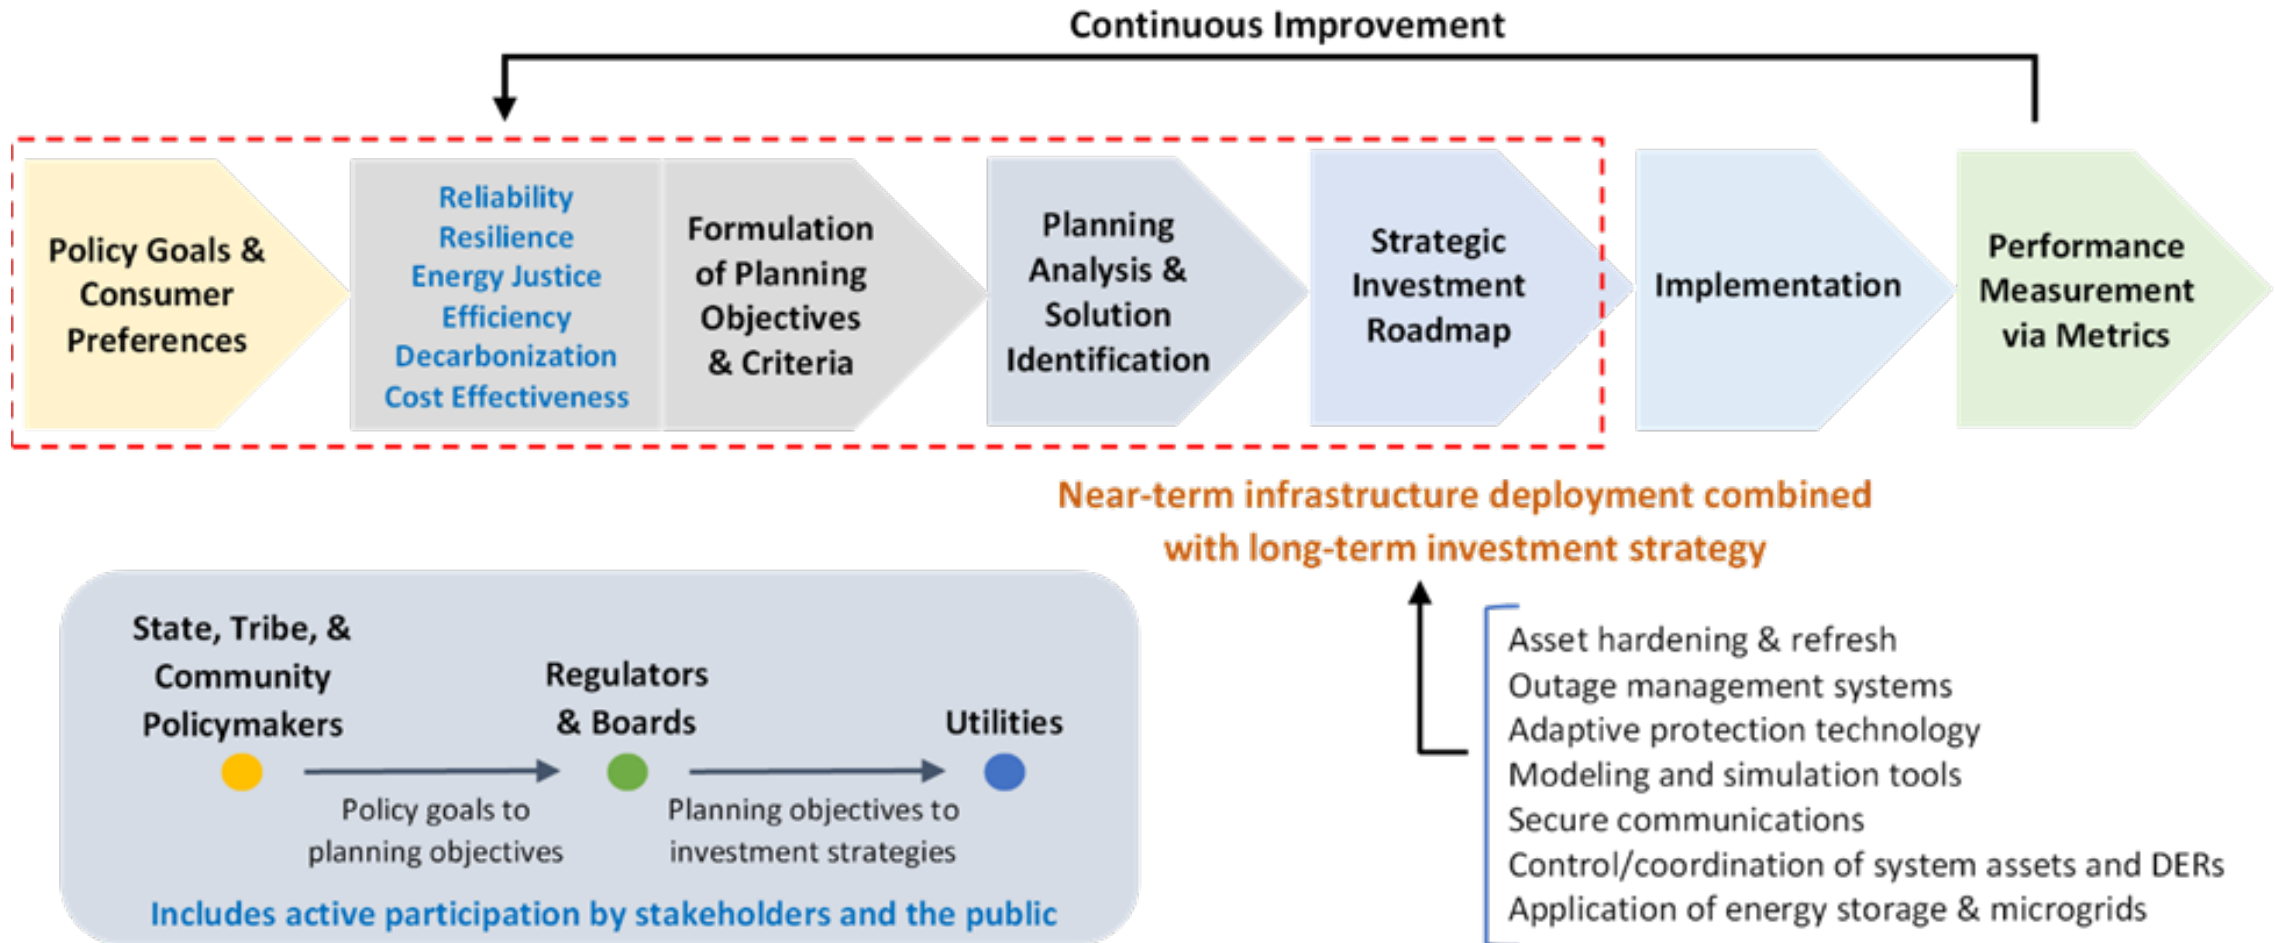 Continuous Improvement
Policy Goals &
Consumer
Preferences
Reliability
Resilience
Energy Justice
Efficiency
Decarbonization
Cost Effectiveness
Formulation
of Planning
Objectives
& Criteria
Planning
Analysis &
Solution
Identification
Strategic
Investment
Roadmap
Implementation
Performance
Measurement
via Metrics
Near-term infrastructure deployment combined
with long-term investment strategy
State, Tribe, &
Community
Policymakers
Regulators
& Boards
Utilities
Policy goals to
planning objectives
Planning objectives to
investment strategies
Includes active participation by stakeholders and the public
Asset hardening & refresh
Outage management systems
Adaptive protection technology
Modeling and simulation tools
Secure communications
Control/coordination of system assets and DERs
Application of energy storage & microgrids